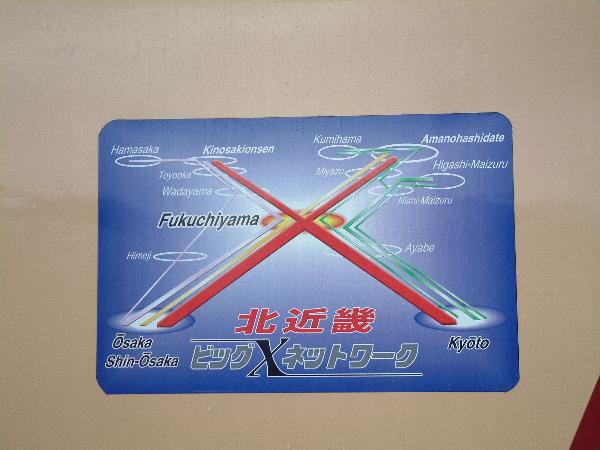 Hamasaka
Kinosakionsen
Kumihama
Amanohashidate
Toyooka
Miyazu
Higashi-Maizuru
Wadayama
Nishi-Maizuru
Fukuchiyama
Himeji
Ayabe
北近畿
Ōsaka
Shin-Ōsaka
ビッグXネットワーク
Kyōto